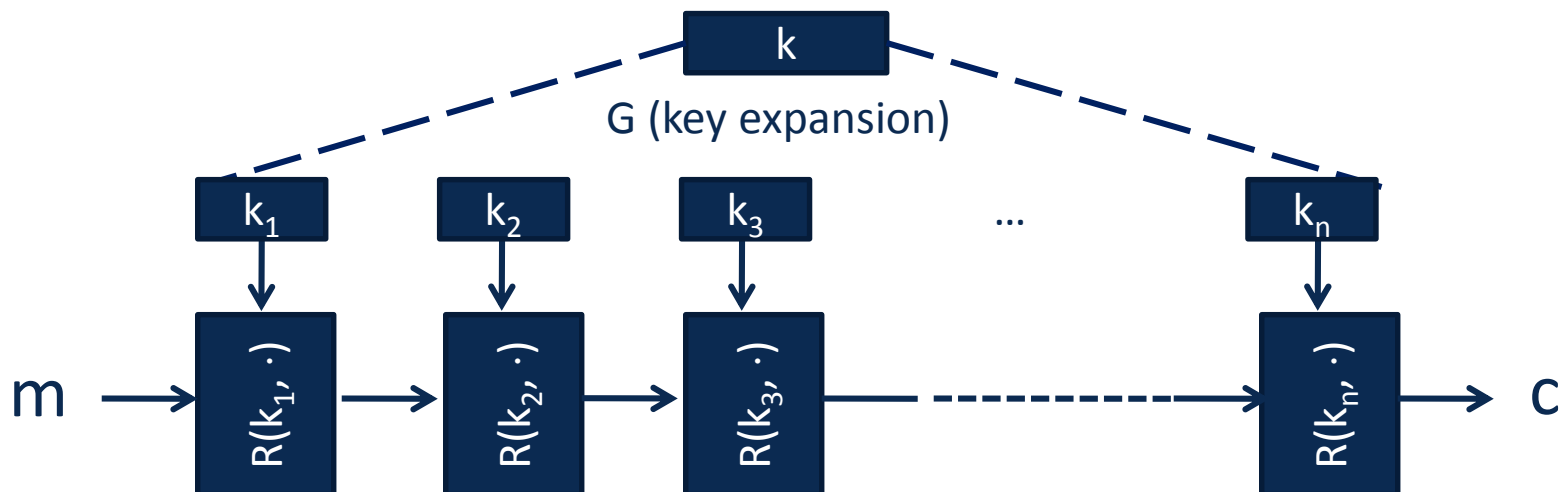 k
G (key expansion)
k₁ k₂ k₃ ... kₙ
m R(k₁, ·) R(k₂, ·) R(k₃, ·) R(kₙ, ·) c